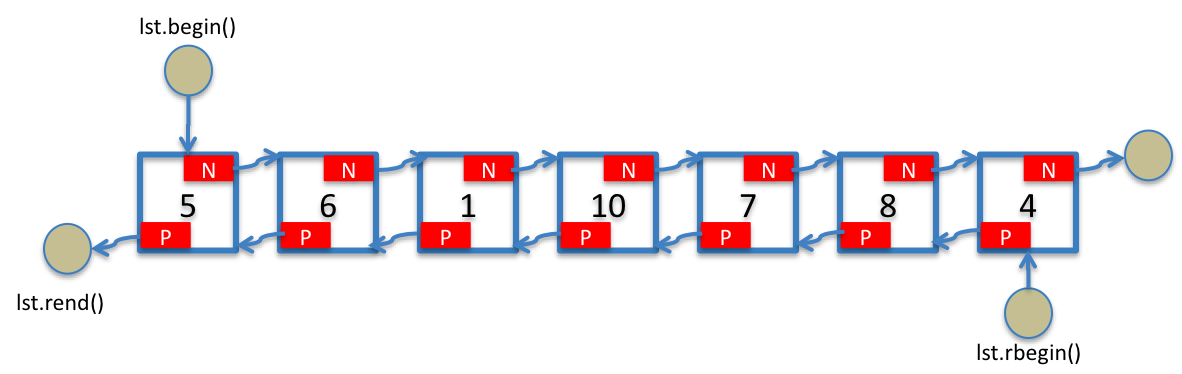 lst.begin()
N N N N N N N
5 6 1 10 7 8 4
P P P P P P P
lst.rend()
lst.rbegin()